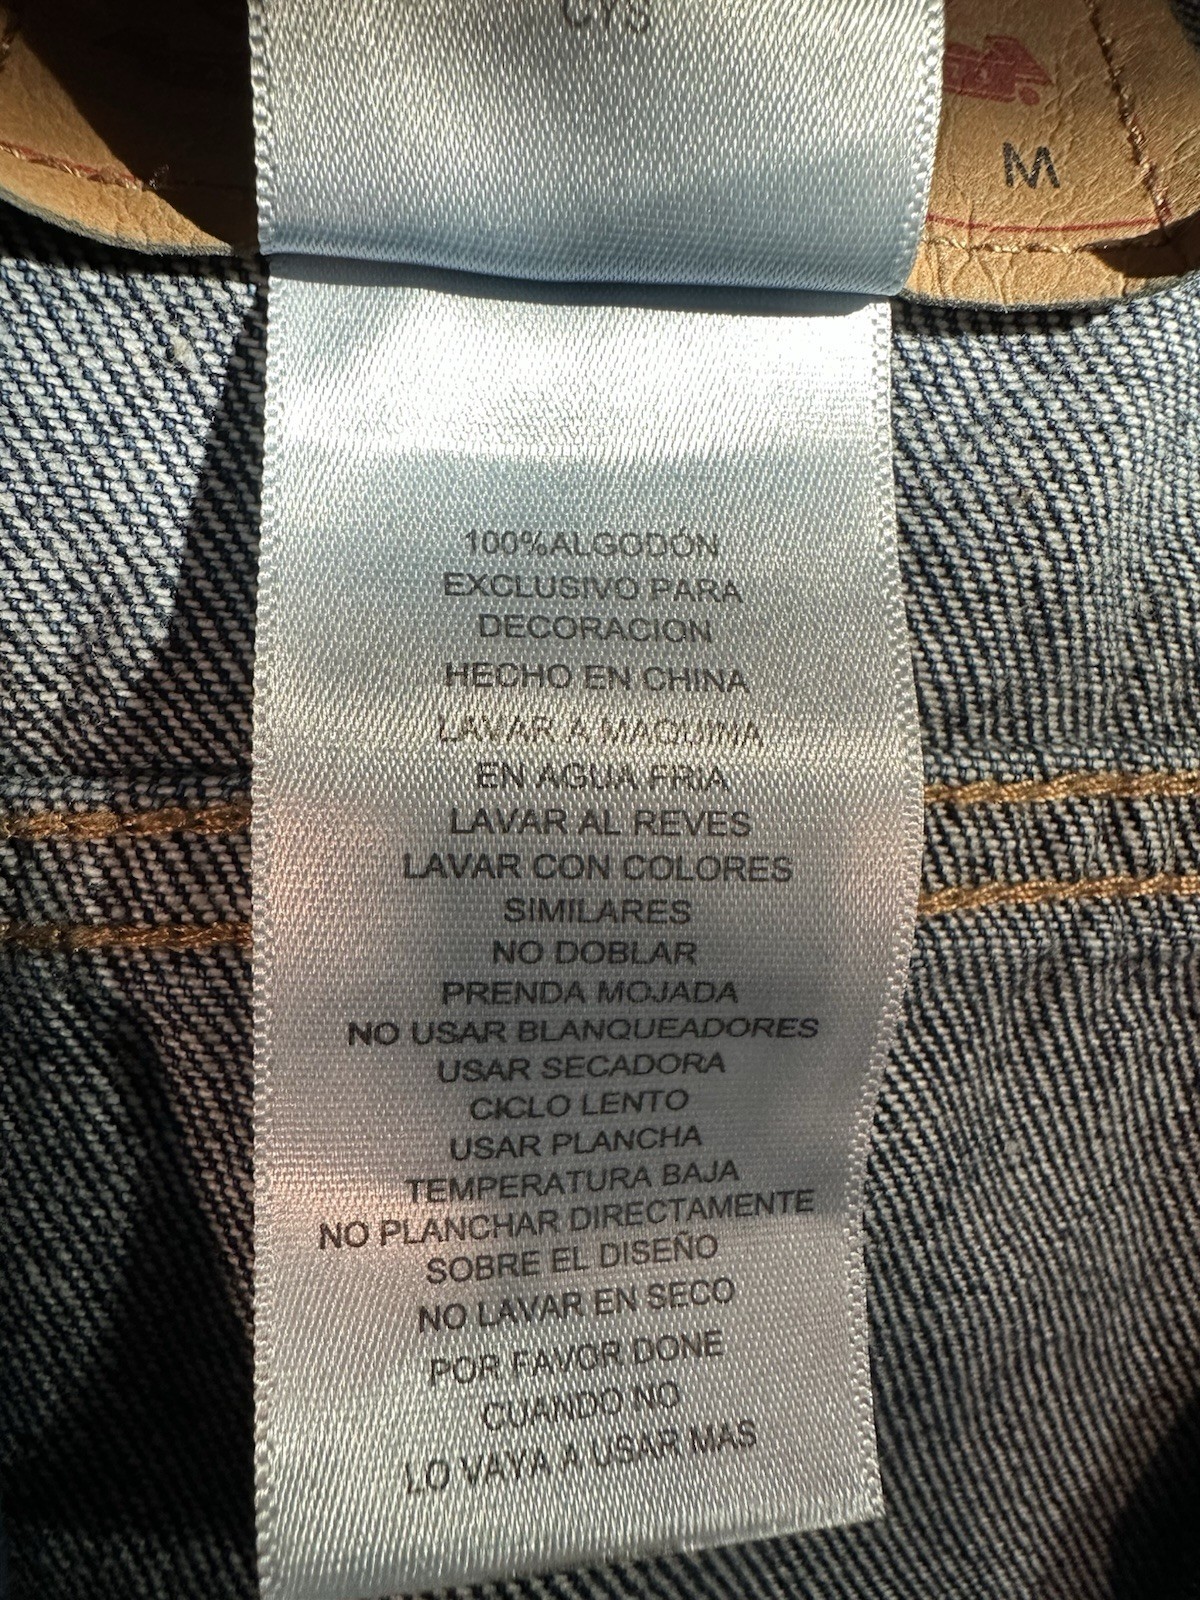 M
100%ALGODÓN
EXCLUSIVO PARA
DECORACION
HECHO EN CHINA
LAVAR A MAQUINA
EN AGUA FRIA
LAVAR AL REVES
LAVAR CON COLORES
SIMILARES
NO DOBLAR
PRENDA MOJADA
NO USAR BLANQUEADORES
USAR SECADORA
CICLO LENTO
USAR PLANCHA
TEMPERATURA BAJA
NO PLANCHAR DIRECTAMENTE
SOBRE EL DISEÑO
NO LAVAR EN SECO
POR FAVOR DONE
CUANDO NO
LO VAYA A USAR MAS